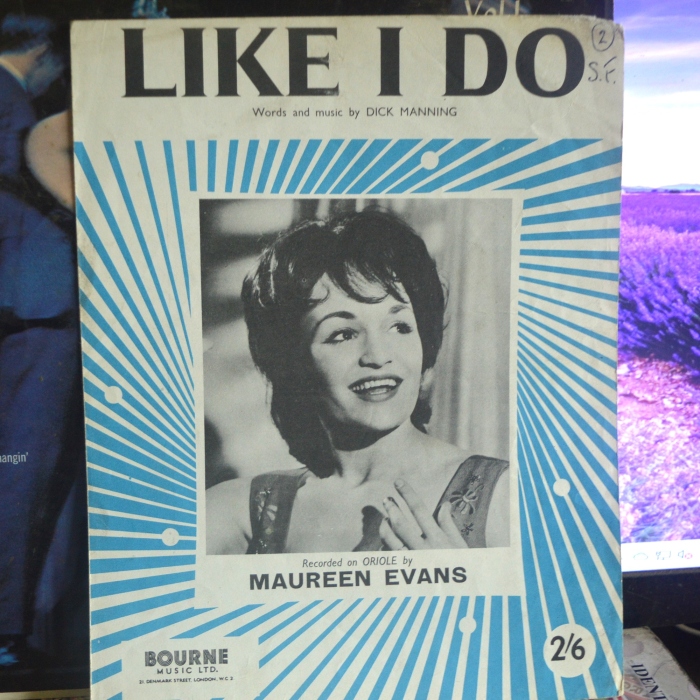 LIKE I DO
2
S.F.
Words and music by DICK MANNING
Recorded on ORIOLE by
MAUREEN EVANS
BOURNE
MUSIC LTD.
21, DENMARK STREET, LONDON, W.C.2.
2/6
angin'